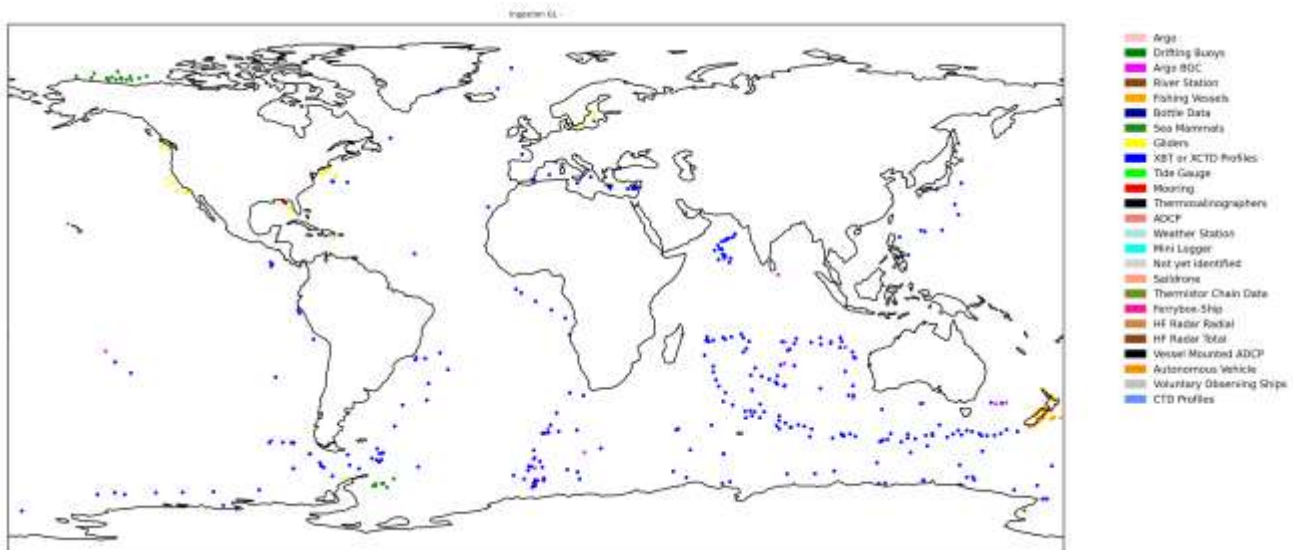 Ingestion GL -
Argo
Drifting Buoys
Argo BGC
River Station
Fishing Vessels
Bottle Data
Sea Mammals
Gliders
XBT or XCTD Profiles
Tide Gauge
Mooring
Thermosalinographers
ADCP
Weather Station
Mini Logger
Not yet identified
Saildrone
Thermistor Chain Data
Ferrybox-Ship
HF Radar Radial
HF Radar Total
Vessel Mounted ADCP
Autonomous Vehicle
Voluntary Observing Ships
CTD Profiles